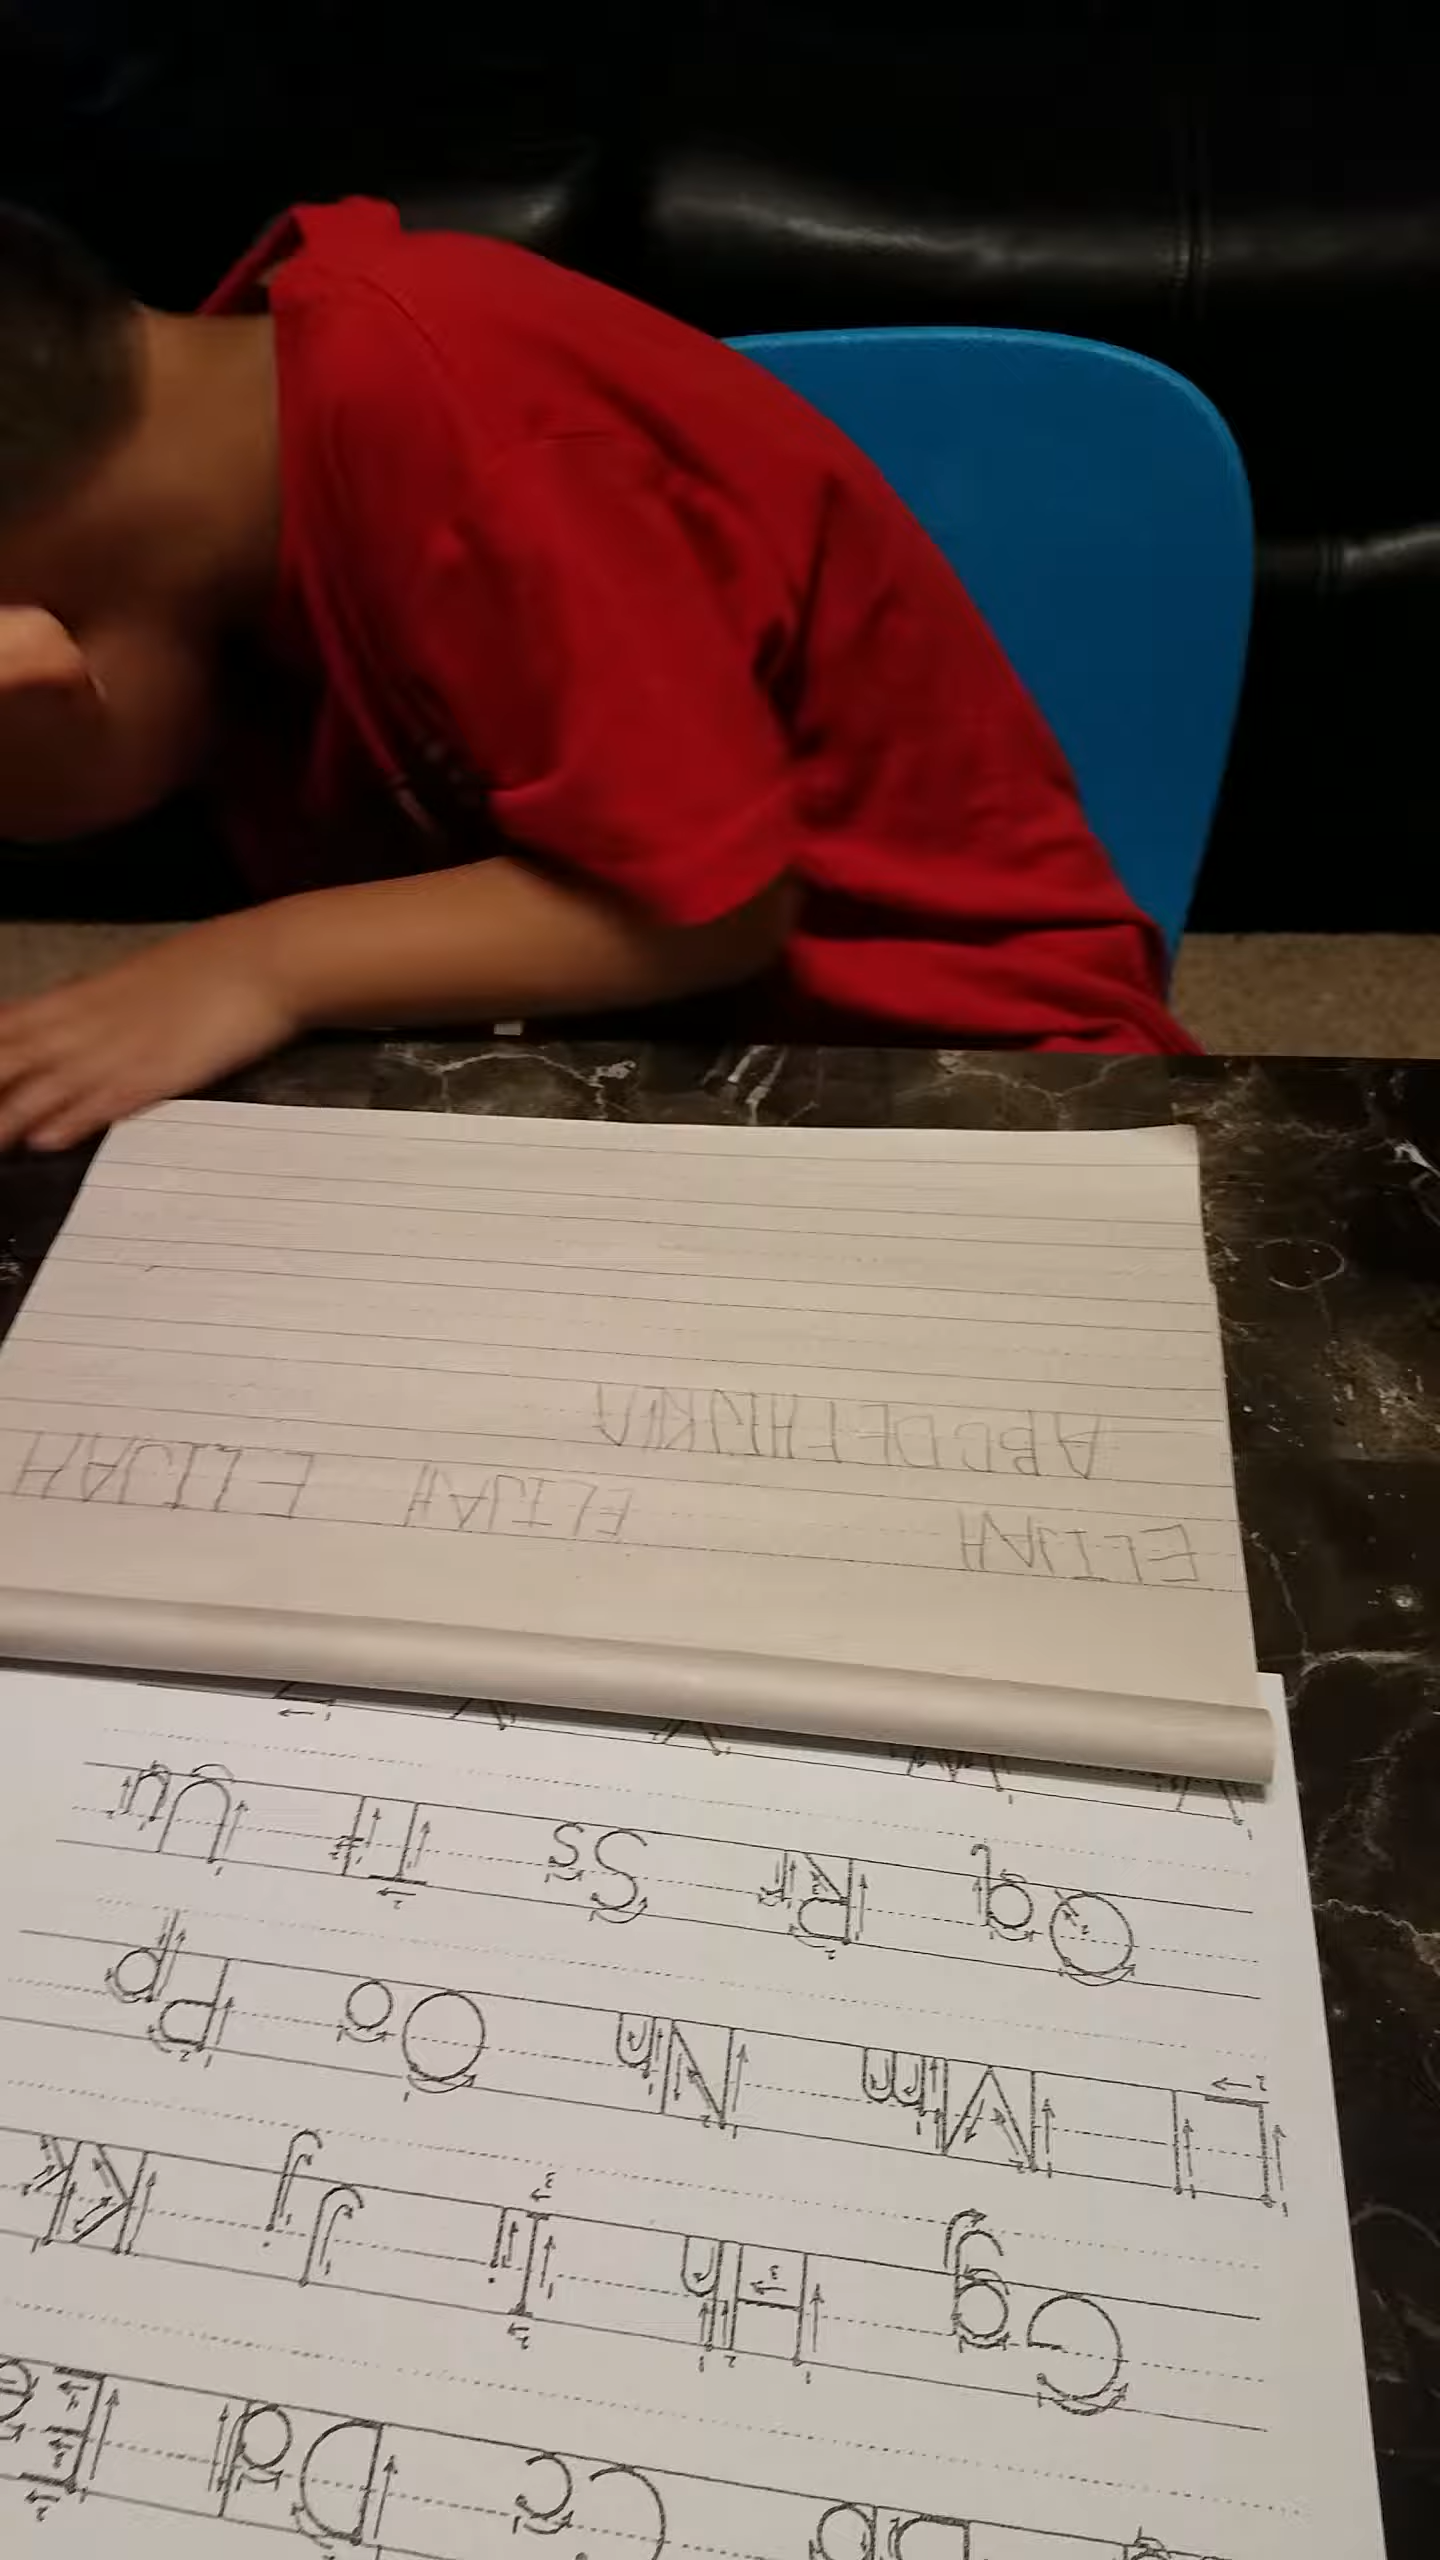 Bb Cc Dd Ee
Gg Hh Ii Jj Kk
Ll Mm Nn Oo Pp
Qq Rr Ss Tt Uu
ELIJAH ELIJAH ELIJAH